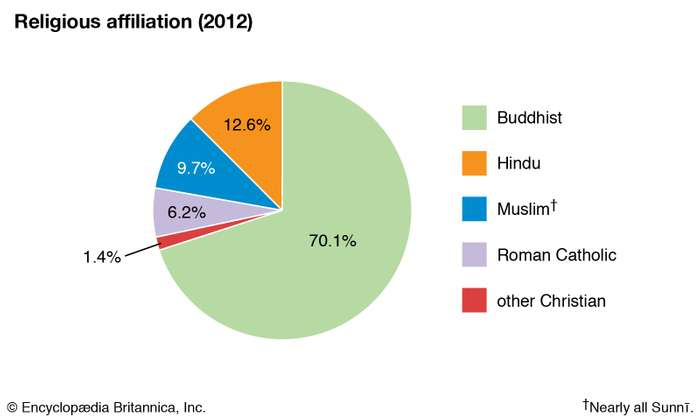 Religious affiliation (2012)
12.6%
9.7%
6.2%
1.4%
70.1%
Buddhist
Hindu
Muslim†
Roman Catholic
other Christian
© Encyclopædia Britannica, Inc.
†Nearly all Sunnī.